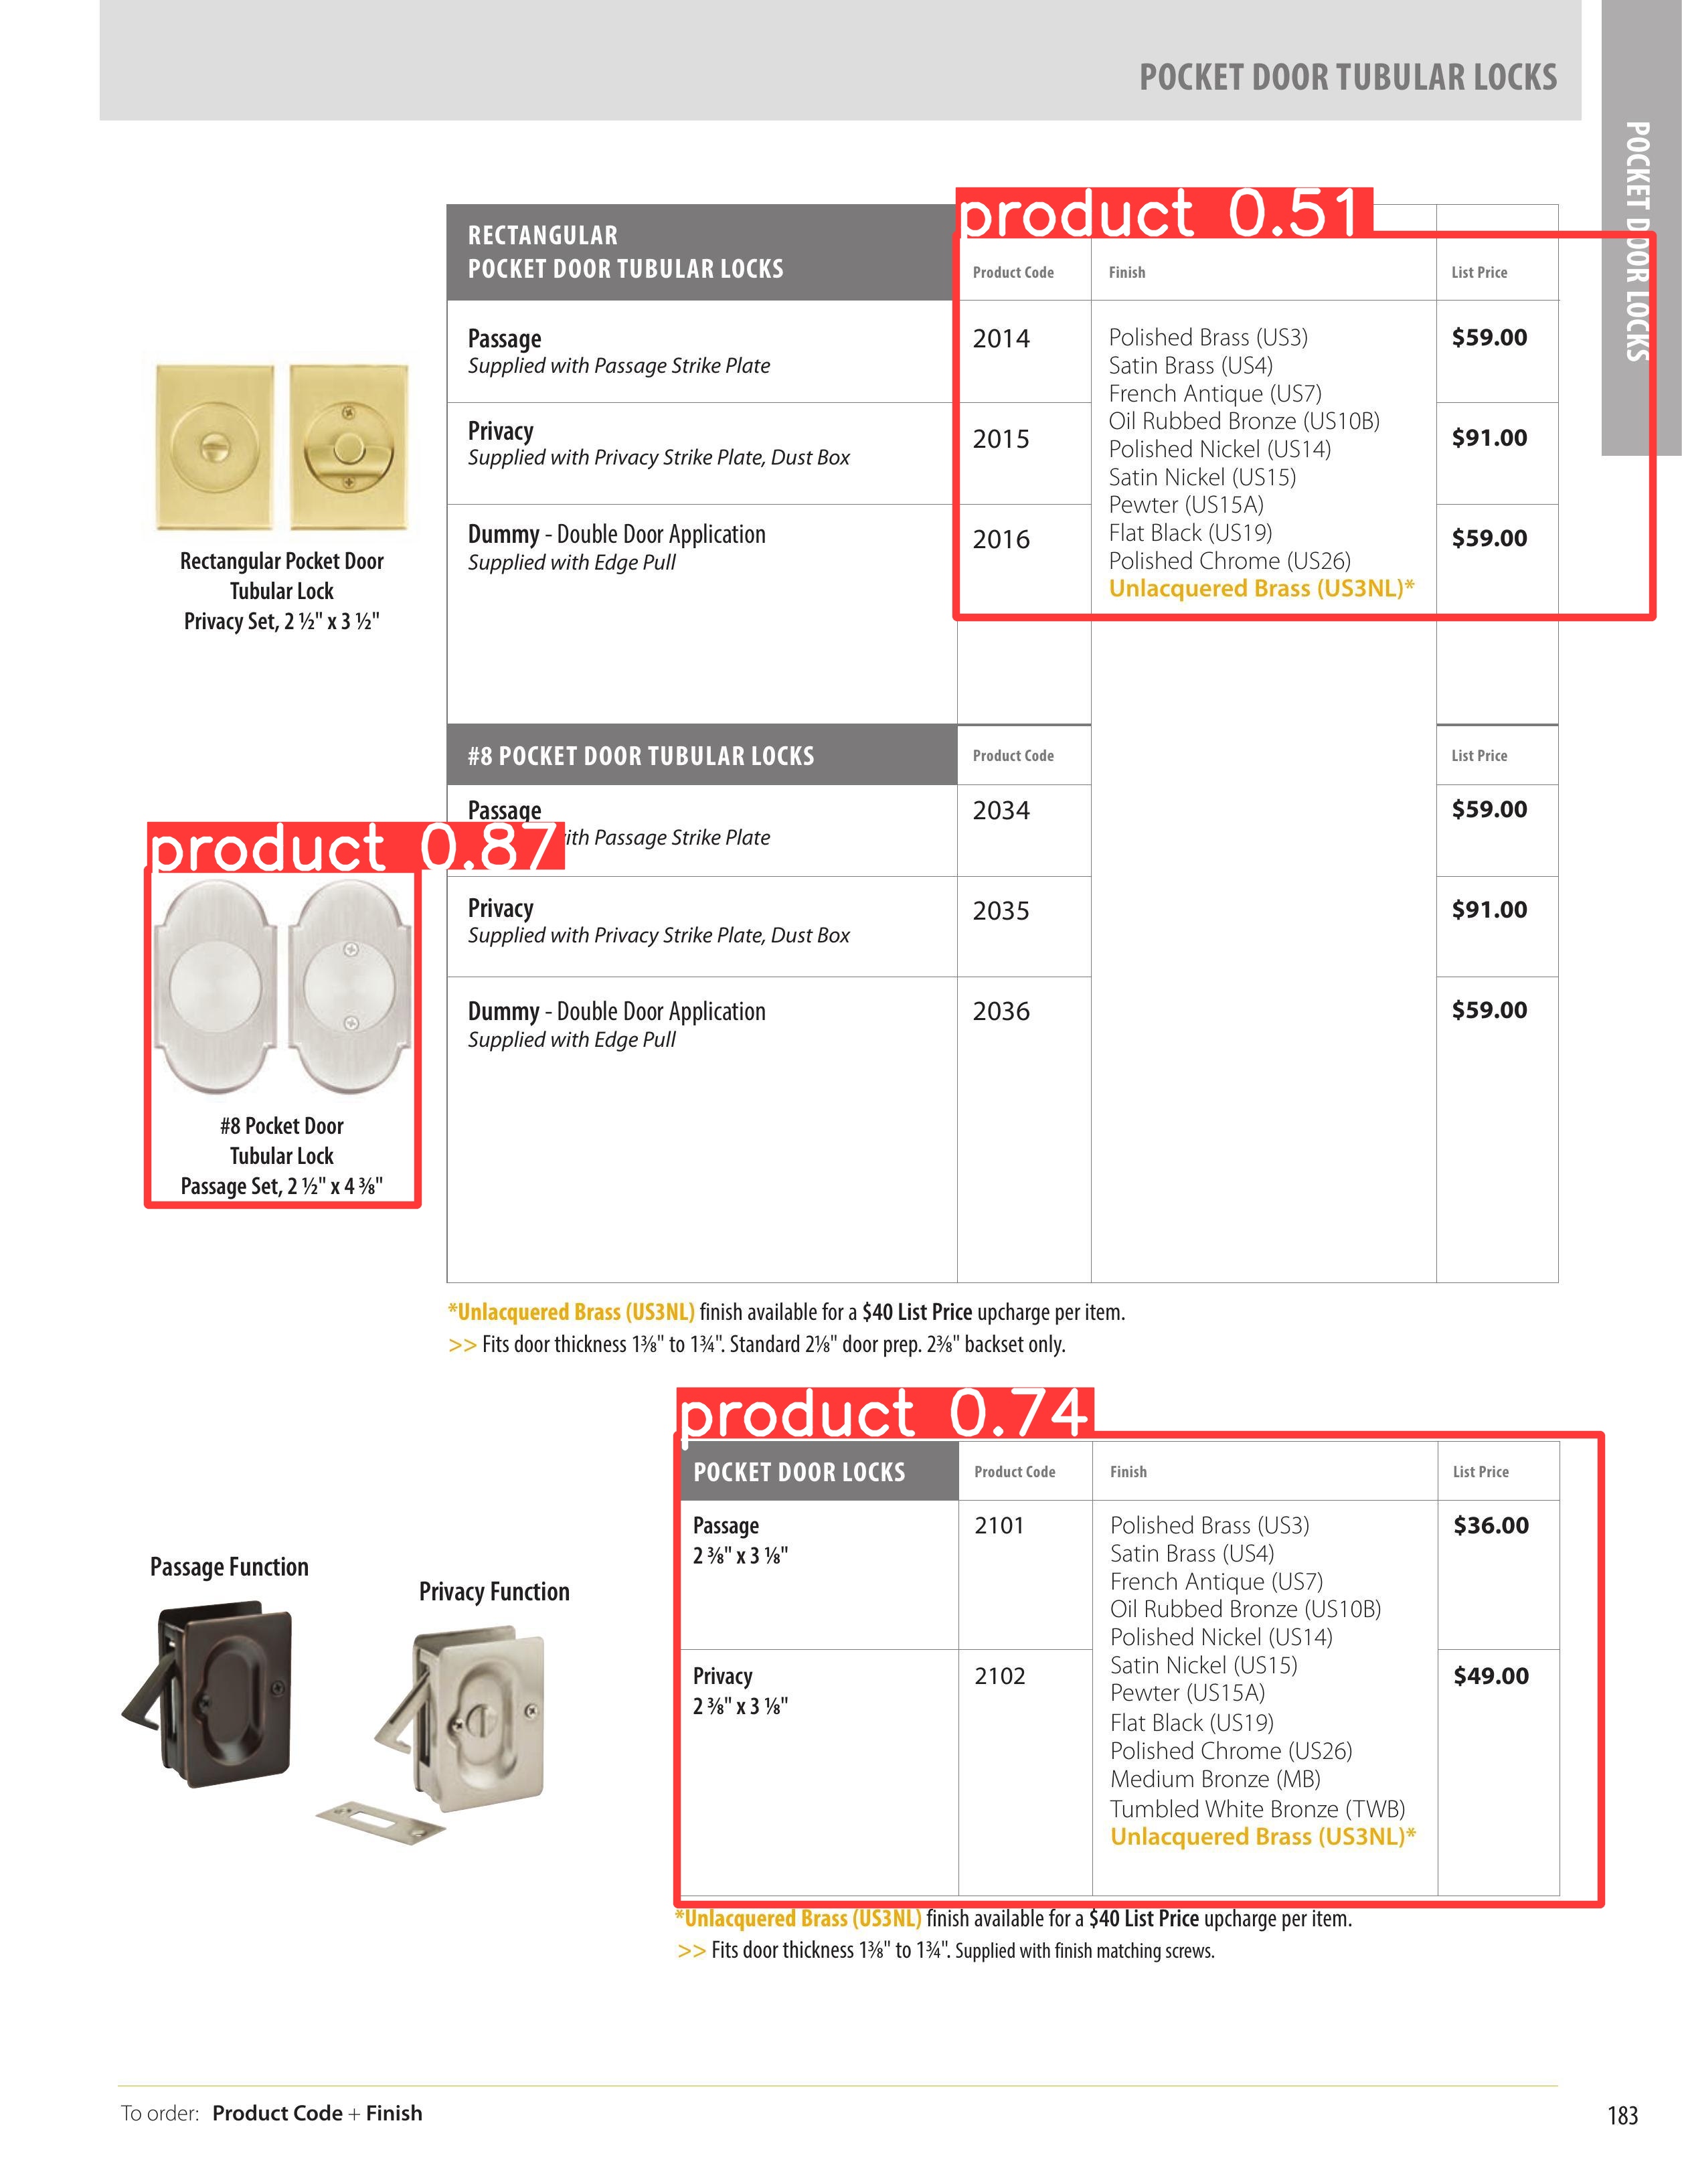 POCKET DOOR TUBULAR LOCKS
POCKET DOOR LOCKS
product 0.51
RECTANGULAR
POCKET DOOR TUBULAR LOCKS
Product Code
Finish
List Price
Passage
Supplied with Passage Strike Plate
2014
$59.00
Privacy
Supplied with Privacy Strike Plate, Dust Box
2015
$91.00
Dummy - Double Door Application
Supplied with Edge Pull
2016
$59.00
Polished Brass (US3)
Satin Brass (US4)
French Antique (US7)
Oil Rubbed Bronze (US10B)
Polished Nickel (US14)
Satin Nickel (US15)
Pewter (US15A)
Flat Black (US19)
Polished Chrome (US26)
Unlacquered Brass (US3NL)*
Rectangular Pocket Door
Tubular Lock
Privacy Set, 2 ½" x 3 ½"
#8 POCKET DOOR TUBULAR LOCKS
Product Code
List Price
Passage
with Passage Strike Plate
2034
$59.00
Privacy
Supplied with Privacy Strike Plate, Dust Box
2035
$91.00
Dummy - Double Door Application
Supplied with Edge Pull
2036
$59.00
product 0.87
#8 Pocket Door
Tubular Lock
Passage Set, 2 ½" x 4 ⅜"
*Unlacquered Brass (US3NL) finish available for a $40 List Price upcharge per item.
>> Fits door thickness 1⅜" to 1¾". Standard 2⅛" door prep. 2⅜" backset only.
product 0.74
POCKET DOOR LOCKS
Product Code
Finish
List Price
Passage
2 ⅜" x 3 ⅛"
2101
$36.00
Privacy
2 ⅜" x 3 ⅛"
2102
$49.00
Polished Brass (US3)
Satin Brass (US4)
French Antique (US7)
Oil Rubbed Bronze (US10B)
Polished Nickel (US14)
Satin Nickel (US15)
Pewter (US15A)
Flat Black (US19)
Polished Chrome (US26)
Medium Bronze (MB)
Tumbled White Bronze (TWB)
Unlacquered Brass (US3NL)*
Passage Function
Privacy Function
*Unlacquered Brass (US3NL) finish available for a $40 List Price upcharge per item.
>> Fits door thickness 1⅜" to 1¾". Supplied with finish matching screws.
To order: Product Code + Finish
183